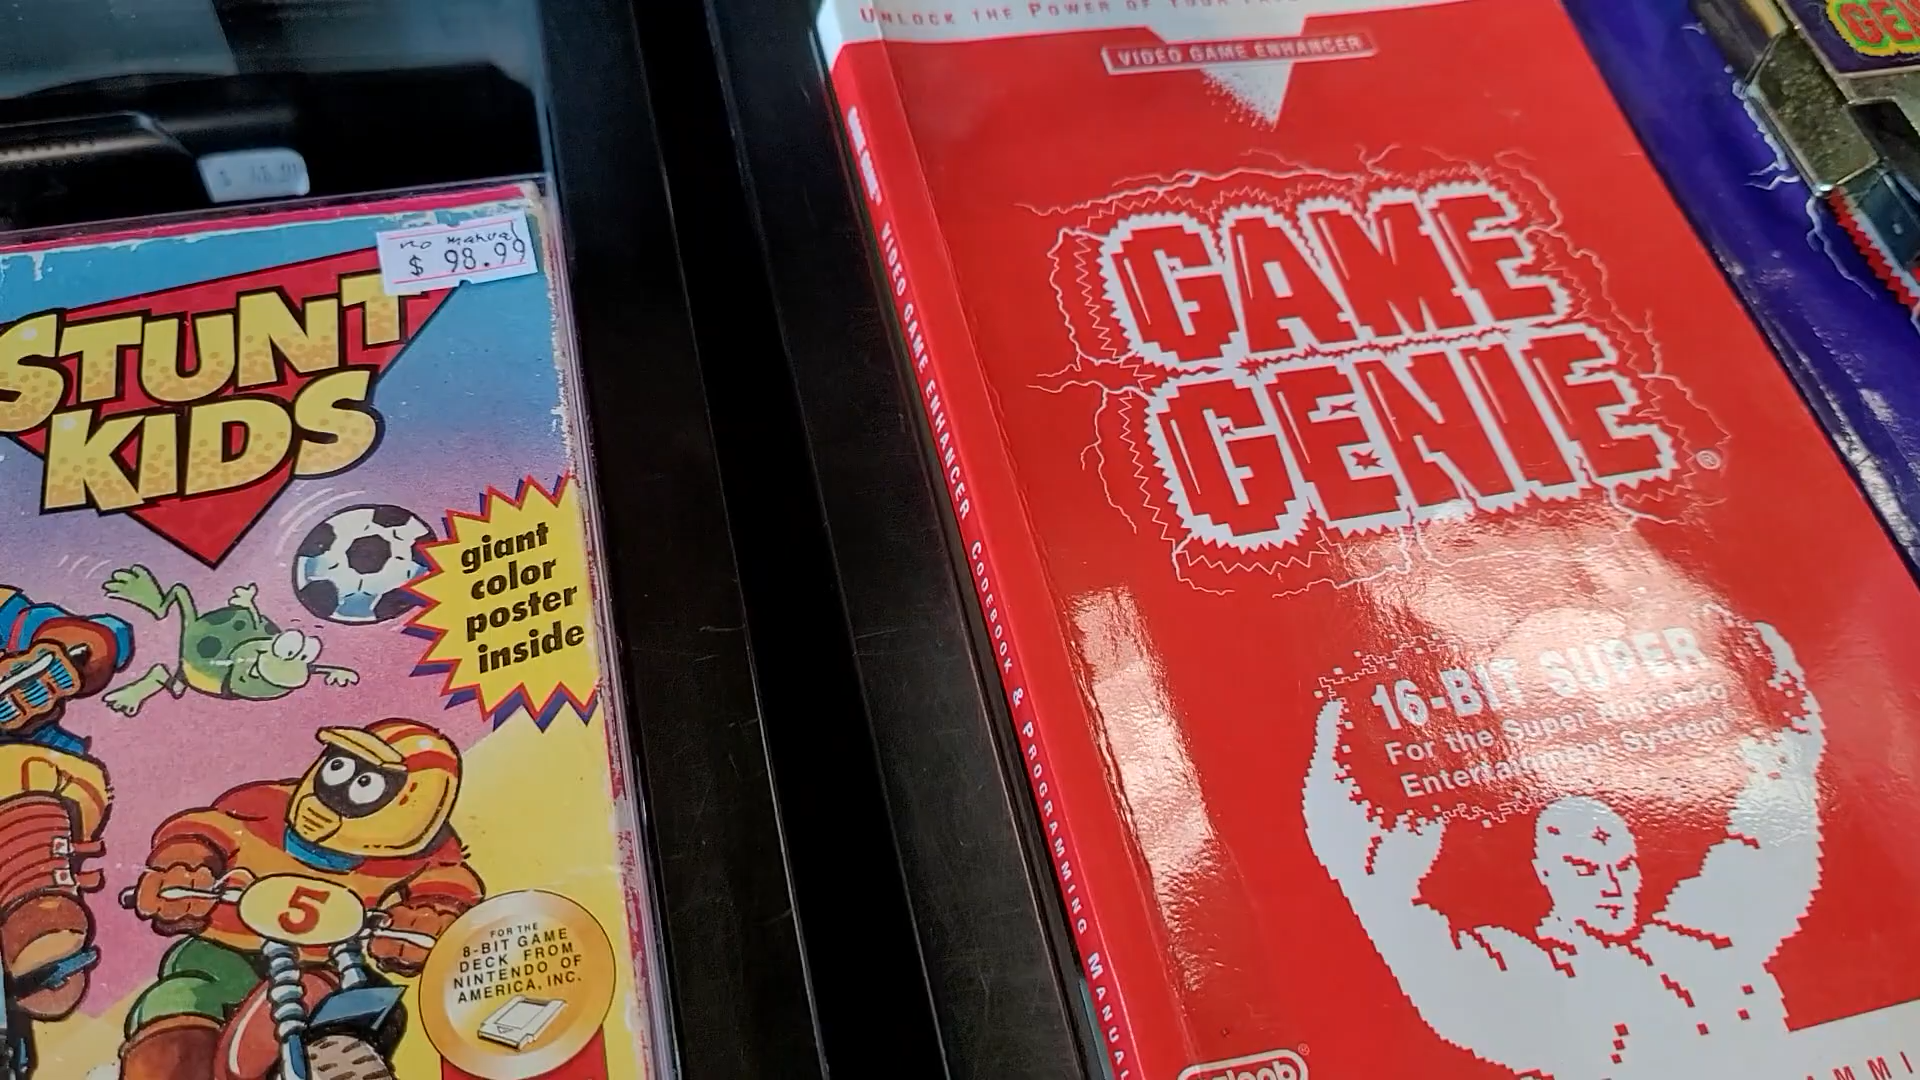 no manual
$ 98.99
STUNT
KIDS
giant
color
poster
inside
5
FOR THE
8-BIT GAME
DECK FROM
NINTENDO OF
AMERICA, INC.
UNLOCK THE POWER OF YOUR
VIDEO GAME ENHANCER
GAME
GENIE
®
16-BIT SUPER
For the Super Nintendo
Entertainment System
VIDEO GAME ENHANCER CODEBOOK & PROGRAMMING MANUAL